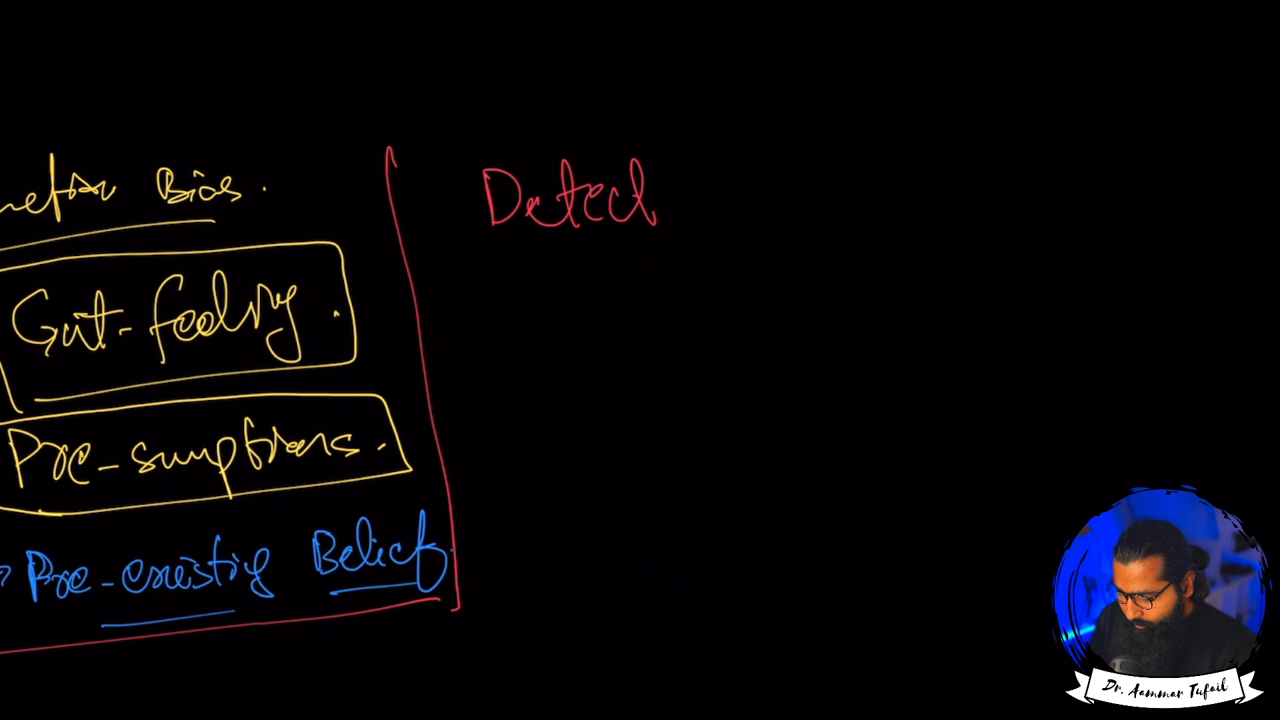 Bias.
Detect
Gut-feeling.
Pre-sumptions.
Pre-existing Belief
Dr. Aammar Tufail